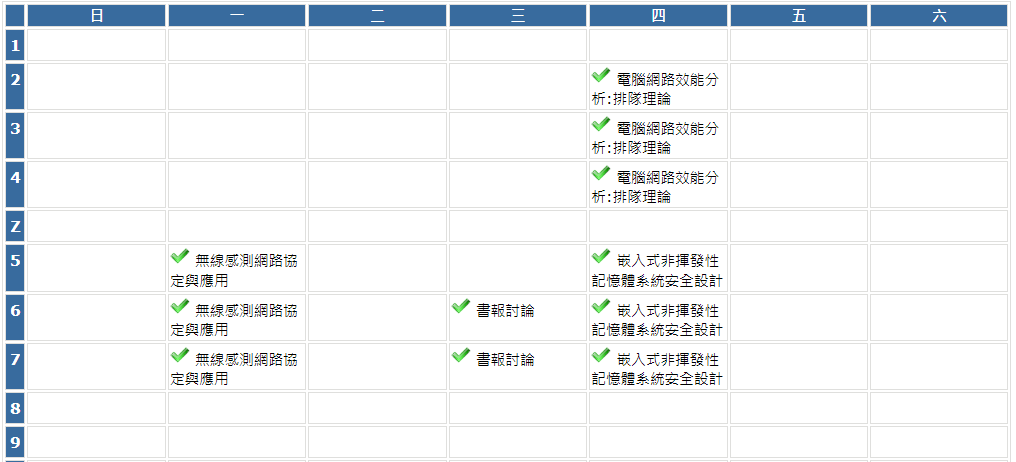 日 一 二 三 四 五 六
1
2 電腦網路效能分
析:排隊理論
3 電腦網路效能分
析:排隊理論
4 電腦網路效能分
析:排隊理論
Z
5 無線感測網路協 嵌入式非揮發性
定與應用 記憶體系統安全設計
6 無線感測網路協 書報討論 嵌入式非揮發性
定與應用 記憶體系統安全設計
7 無線感測網路協 書報討論 嵌入式非揮發性
定與應用 記憶體系統安全設計
8
9